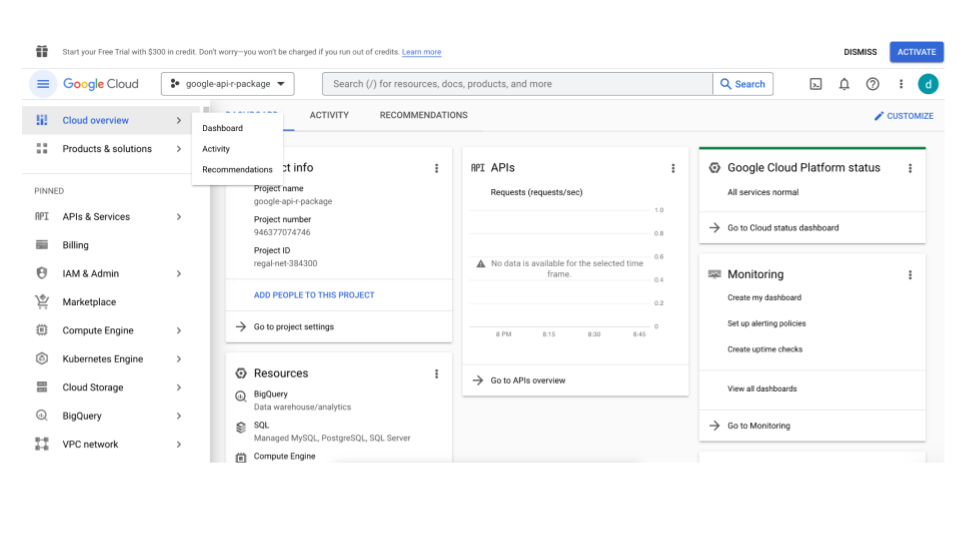 Start your Free Trial with $300 in credit. Don't worry—you won't be charged if you run out of credits. Learn more
DISMISS
ACTIVATE
Google Cloud
google-api-r-package
Search (/) for resources, docs, products, and more
Search
d
Cloud overview
Products & solutions
PINNED
API APIs & Services
Billing
IAM & Admin
Marketplace
Compute Engine
Kubernetes Engine
Cloud Storage
BigQuery
VPC network
Dashboard
Activity
Recommendations
ACTIVITY
RECOMMENDATIONS
CUSTOMIZE
ct info
Project name
google-api-r-package
Project number
946377074746
Project ID
regal-net-384300
ADD PEOPLE TO THIS PROJECT
Go to project settings
Resources
BigQuery
Data warehouse/analytics
SQL
Managed MySQL, PostgreSQL, SQL Server
Compute Engine
API APIs
Requests (requests/sec)
1.0
0.8
0.6
0.4
0.2
0
No data is available for the selected time
frame.
8 PM 8:15 8:30 8:45
Go to APIs overview
Google Cloud Platform status
All services normal
Go to Cloud status dashboard
Monitoring
Create my dashboard
Set up alerting policies
Create uptime checks
View all dashboards
Go to Monitoring